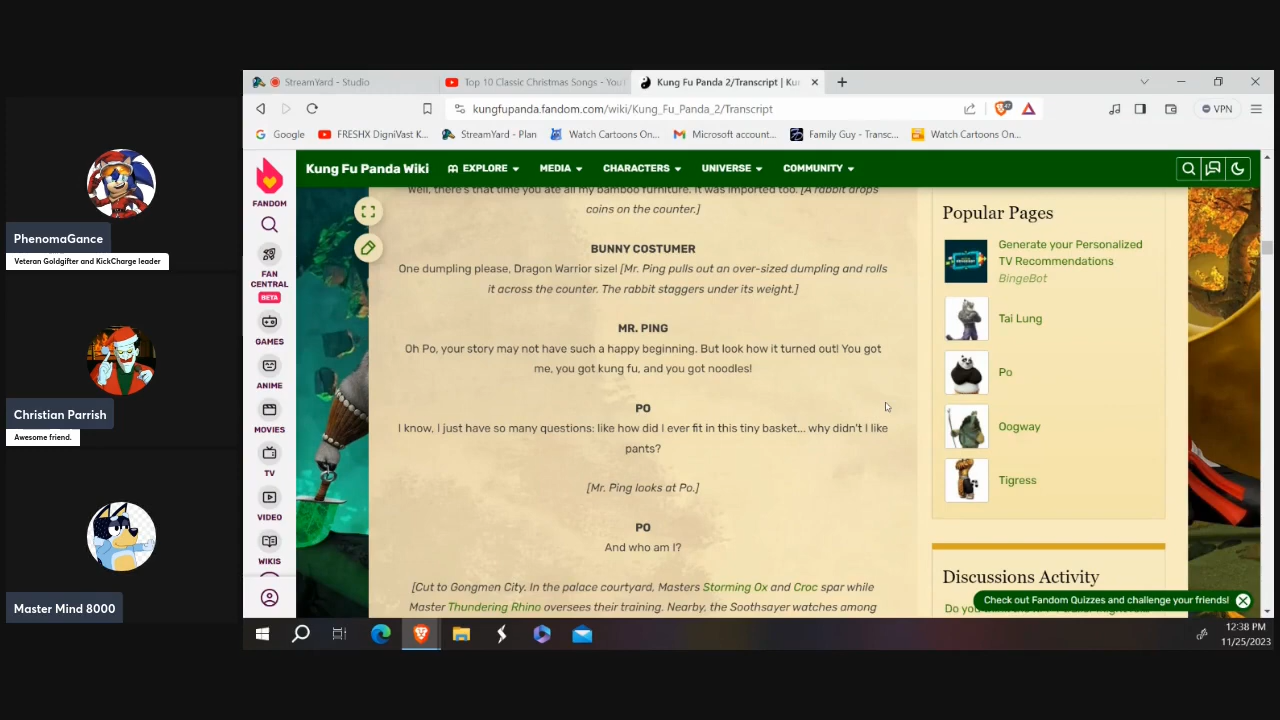 PhenomaGance
Veteran Goldgifter and KickCharge leader
Christian Parrish
Awesome friend.
Master Mind 8000
StreamYard - Studio
Top 10 Classic Christmas Songs - You
Kung Fu Panda 2/Transcript | Ku
kungfupanda.fandom.com/wiki/Kung_Fu_Panda_2/Transcript
VPN
Google
FRESHX DigniVast K...
StreamYard - Plan
Watch Cartoons On...
Microsoft account...
Family Guy - Transc...
Watch Cartoons On...
FANDOM
FAN
CENTRAL
BETA
GAMES
ANIME
MOVIES
TV
VIDEO
WIKIS
Kung Fu Panda Wiki
EXPLORE
MEDIA
CHARACTERS
UNIVERSE
COMMUNITY
Well, there's that time you ate all my bamboo furniture. It was imported too. [A rabbit drops
coins on the counter.]
BUNNY COSTUMER
One dumpling please, Dragon Warrior size! [Mr. Ping pulls out an over-sized dumpling and rolls
it across the counter. The rabbit staggers under its weight.]
MR. PING
Oh Po, your story may not have such a happy beginning. But look how it turned out! You got
me, you got kung fu, and you got noodles!
PO
I know, I just have so many questions: like how did I ever fit in this tiny basket... why didn't I like
pants?
[Mr. Ping looks at Po.]
PO
And who am I?
[Cut to Gongmen City. In the palace courtyard, Masters Storming Ox and Croc spar while
Master Thundering Rhino oversees their training. Nearby, the Soothsayer watches among
Popular Pages
Generate your Personalized
TV Recommendations
BingeBot
Tai Lung
Po
Oogway
Tigress
Discussions Activity
Check out Fandom Quizzes and challenge your friends!
12:38 PM
11/25/2023